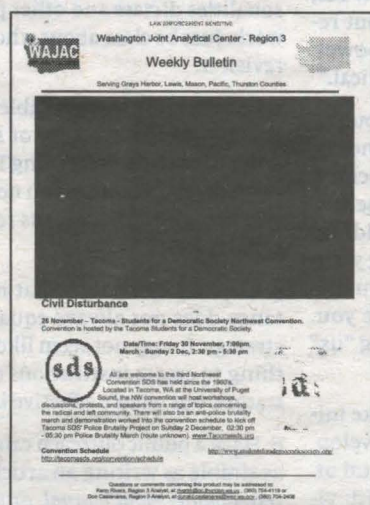 LAW ENFORCEMENT SENSITIVE
WAJAC
Washington Joint Analytical Center - Region 3
Weekly Bulletin
Serving Grays Harbor, Lewis, Mason, Pacific, Thurston Counties
Civil Disturbance
26 November – Tacoma - Students for a Democratic Society Northwest Convention.
Convention is hosted by the Tacoma Students for a Democratic Society.
Date/Time: Friday 30 November, 7:00pm.
March - Sunday 2 Dec, 2:30 pm - 5:30 pm
sds
All are welcome to the third Northwest
Convention SDS has held since the 1960's.
Located in Tacoma, WA at the University of Puget
Sound, the NW convention will host workshops,
discussions, protests, and speakers from a range of topics concerning
the radical and left community. There will also be an anti-police brutality
march and demonstration worked into the convention schedule to kick off
Tacoma SDS' Police Brutality Project on Sunday 2 December, 02:30 pm
- 05:30 pm Police Brutality March (route unknown). www.Tacomasds.org
Convention Schedule
http://tacomasds.org/convention/schedule
Questions or comments concerning this product may be addressed to:
Region 3 Analyst, at
Region 3 Analyst, at